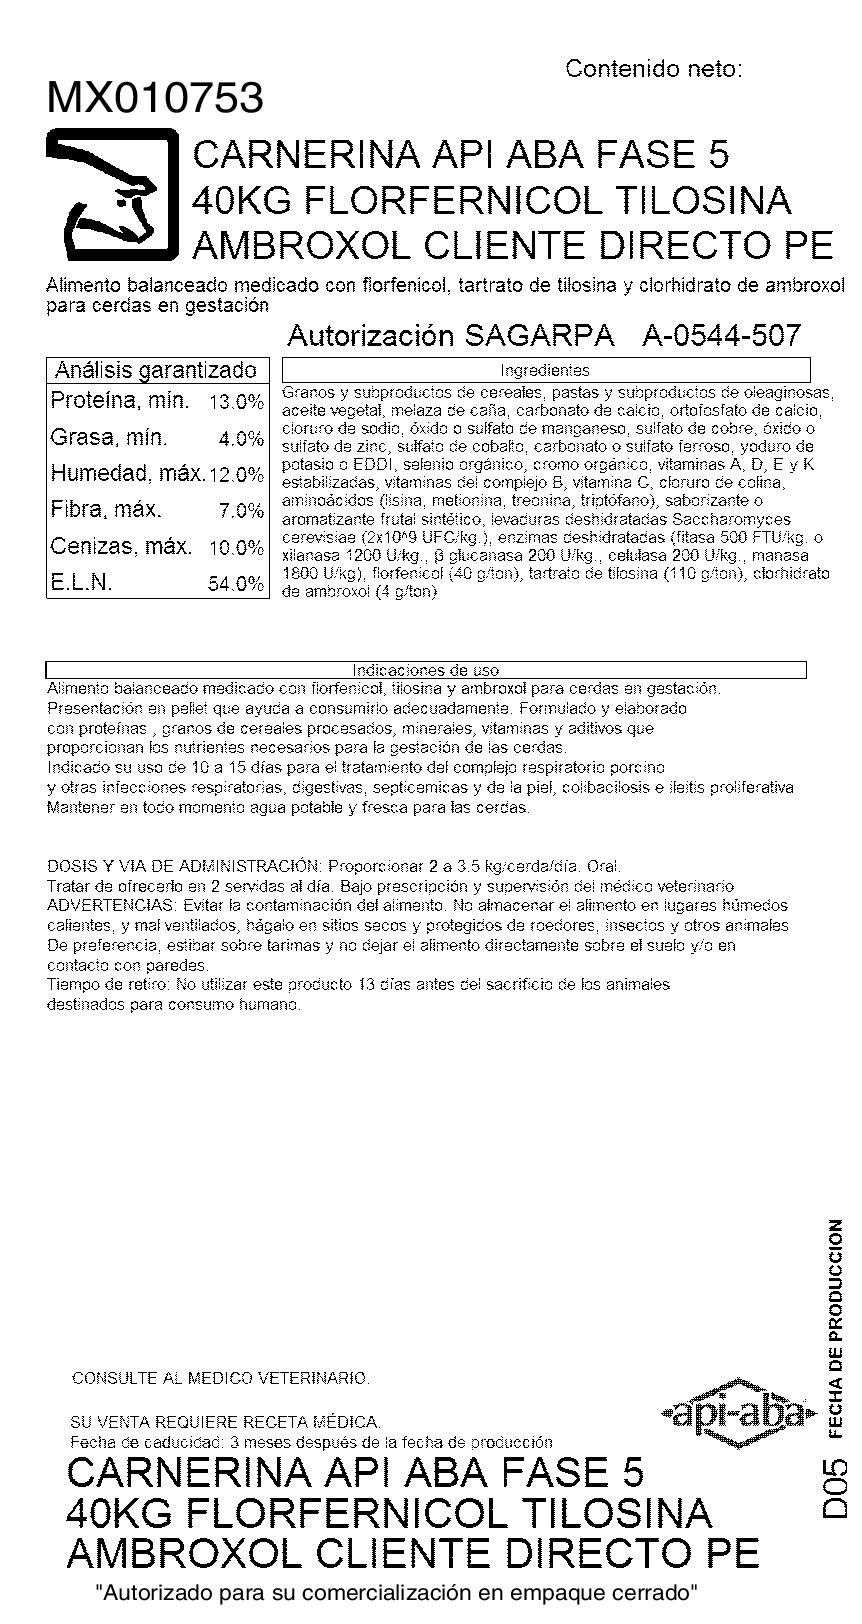 Contenido neto:
MX010753
CARNERINA API ABA FASE 5
40KG FLORFERNICOL TILOSINA
AMBROXOL CLIENTE DIRECTO PE
Alimento balanceado medicado con florfenicol, tartrato de tilosina y clorhidrato de ambroxol
para cerdas en gestación
Autorización SAGARPA A-0544-507
Análisis garantizado
Proteína, mín. 13.0%
Grasa, mín. 4.0%
Humedad, máx. 12.0%
Fibra, máx. 7.0%
Cenizas, máx. 10.0%
E.L.N. 54.0%
Ingredientes
Granos y subproductos de cereales, pastas y subproductos de oleaginosas,
aceite vegetal, melaza de caña, carbonato de calcio, ortofosfato de calcio,
cloruro de sodio, óxido o sulfato de manganeso, sulfato de cobre, óxido o
sulfato de zinc, sulfato de cobalto, carbonato o sulfato ferroso, yoduro de
potasio o EDDI, selenio orgánico, cromo orgánico, vitaminas A, D, E y K
estabilizadas, vitaminas del complejo B, vitamina C, cloruro de colina,
aminoácidos (lisina, metionina, treonina, triptófano), saborizante o
aromatizante frutal sintético, levaduras deshidratadas Saccharomyces
cerevisiae (2x10^9 UFC/kg.), enzimas deshidratadas (fitasa 500 FTU/kg. o
xilanasa 1200 U/kg., β glucanasa 200 U/kg., celulasa 200 U/kg., manasa
1800 U/kg), florfenicol (40 g/ton), tartrato de tilosina (110 g/ton), clorhidrato
de ambroxol (4 g/ton)
Indicaciones de uso
Alimento balanceado medicado con florfenicol, tilosina y ambroxol para cerdas en gestación.
Presentación en pellet que ayuda a consumirlo adecuadamente. Formulado y elaborado
con proteínas , granos de cereales procesados, minerales, vitaminas y aditivos que
proporcionan los nutrientes necesarios para la gestación de las cerdas.
Indicado su uso de 10 a 15 días para el tratamiento del complejo respiratorio porcino
y otras infecciones respiratorias, digestivas, septicemicas y de la piel, colibacilosis e ileitis proliferativa
Mantener en todo momento agua potable y fresca para las cerdas.
DOSIS Y VIA DE ADMINISTRACIÓN: Proporcionar 2 a 3.5 kg/cerda/día. Oral.
Tratar de ofrecerlo en 2 servidas al día. Bajo prescripción y supervisión del médico veterinario
ADVERTENCIAS: Evitar la contaminación del alimento. No almacenar el alimento en lugares húmedos
calientes, y mal ventilados, hágalo en sitios secos y protegidos de roedores, insectos y otros animales
De preferencia, estibar sobre tarimas y no dejar el alimento directamente sobre el suelo y/o en
contacto con paredes.
Tiempo de retiro: No utilizar este producto 13 días antes del sacrificio de los animales
destinados para consumo humano.
FECHA DE PRODUCCION
D05
CONSULTE AL MEDICO VETERINARIO.
api-aba
SU VENTA REQUIERE RECETA MÉDICA.
Fecha de caducidad: 3 meses después de la fecha de producción
CARNERINA API ABA FASE 5
40KG FLORFERNICOL TILOSINA
AMBROXOL CLIENTE DIRECTO PE
"Autorizado para su comercialización en empaque cerrado"